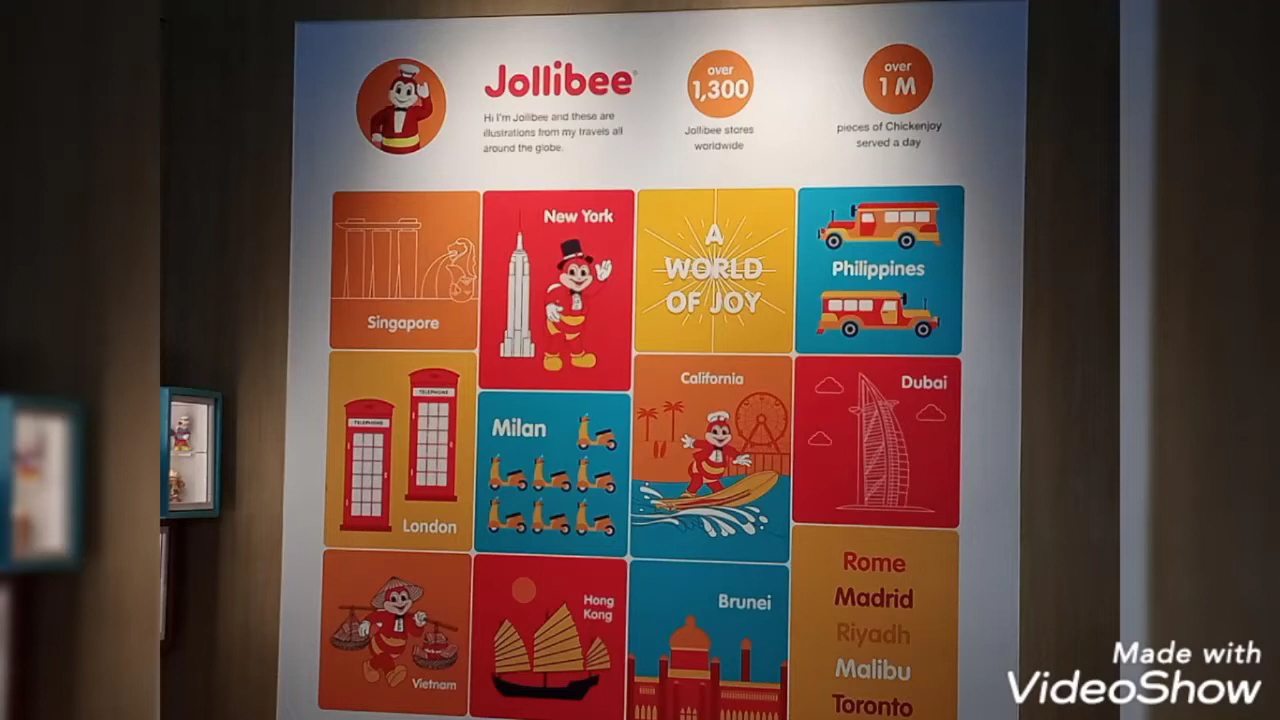 Jollibee
Hi I'm Jollibee and these are
illustrations from my travels all
around the globe.
over
1,300
Jollibee stores
worldwide
over
1 M
pieces of Chickenjoy
served a day
Singapore
New York
A
WORLD
OF JOY
Philippines
TELEPHONE
TELEPHONE
London
Milan
California
Dubai
Vietnam
Hong
Kong
Brunei
Rome
Madrid
Riyadh
Malibu
Toronto
Made with
VideoShow